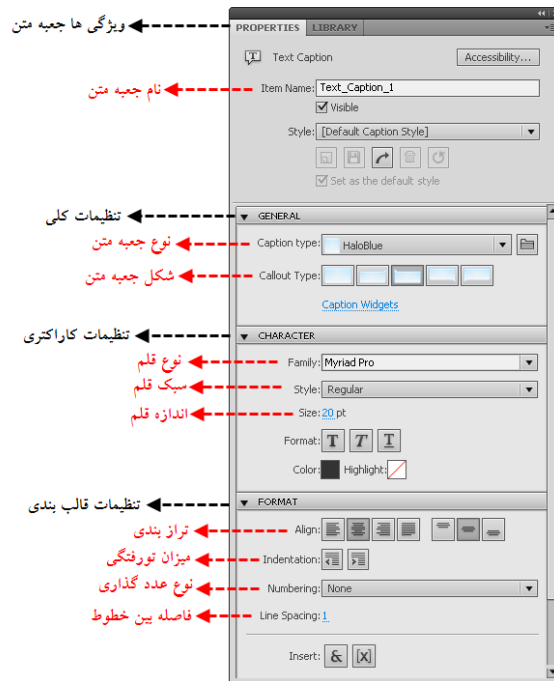 PROPERTIES LIBRARY
ویژگی ها جعبه متن
Text Caption Accessibility...
نام جعبه متن
Item Name: Text_Caption_1
Visible
Style: [Default Caption Style]
Set as the default style
تنظیمات کلی
GENERAL
نوع جعبه متن
Caption type: HaloBlue
شکل جعبه متن
Callout Type:
Caption Widgets
تنظیمات کاراکتری
CHARACTER
نوع قلم
Family: Myriad Pro
سبک قلم
Style: Regular
اندازه قلم
Size: 20 pt
Format: T T T
Color: Highlight:
تنظیمات قالب بندی
FORMAT
تراز بندی
Align:
میزان تورفتگی
Indentation:
نوع عدد گذاری
Numbering: None
فاصله بین خطوط
Line Spacing: 1
Insert: & [X]